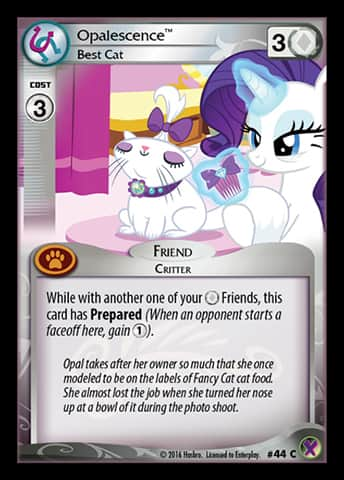 Opalescence™
Best Cat
3
COST
3
FRIEND
CRITTER
While with another one of your Friends, this
card has Prepared (When an opponent starts a
faceoff here, gain 1).
Opal takes after her owner so much that she once
modeled to be on the labels of Fancy Cat cat food.
She almost lost the job when she turned her nose
up at a bowl of it during the photo shoot.
© 2016 Hasbro. Licensed to Enterplay. #44 C